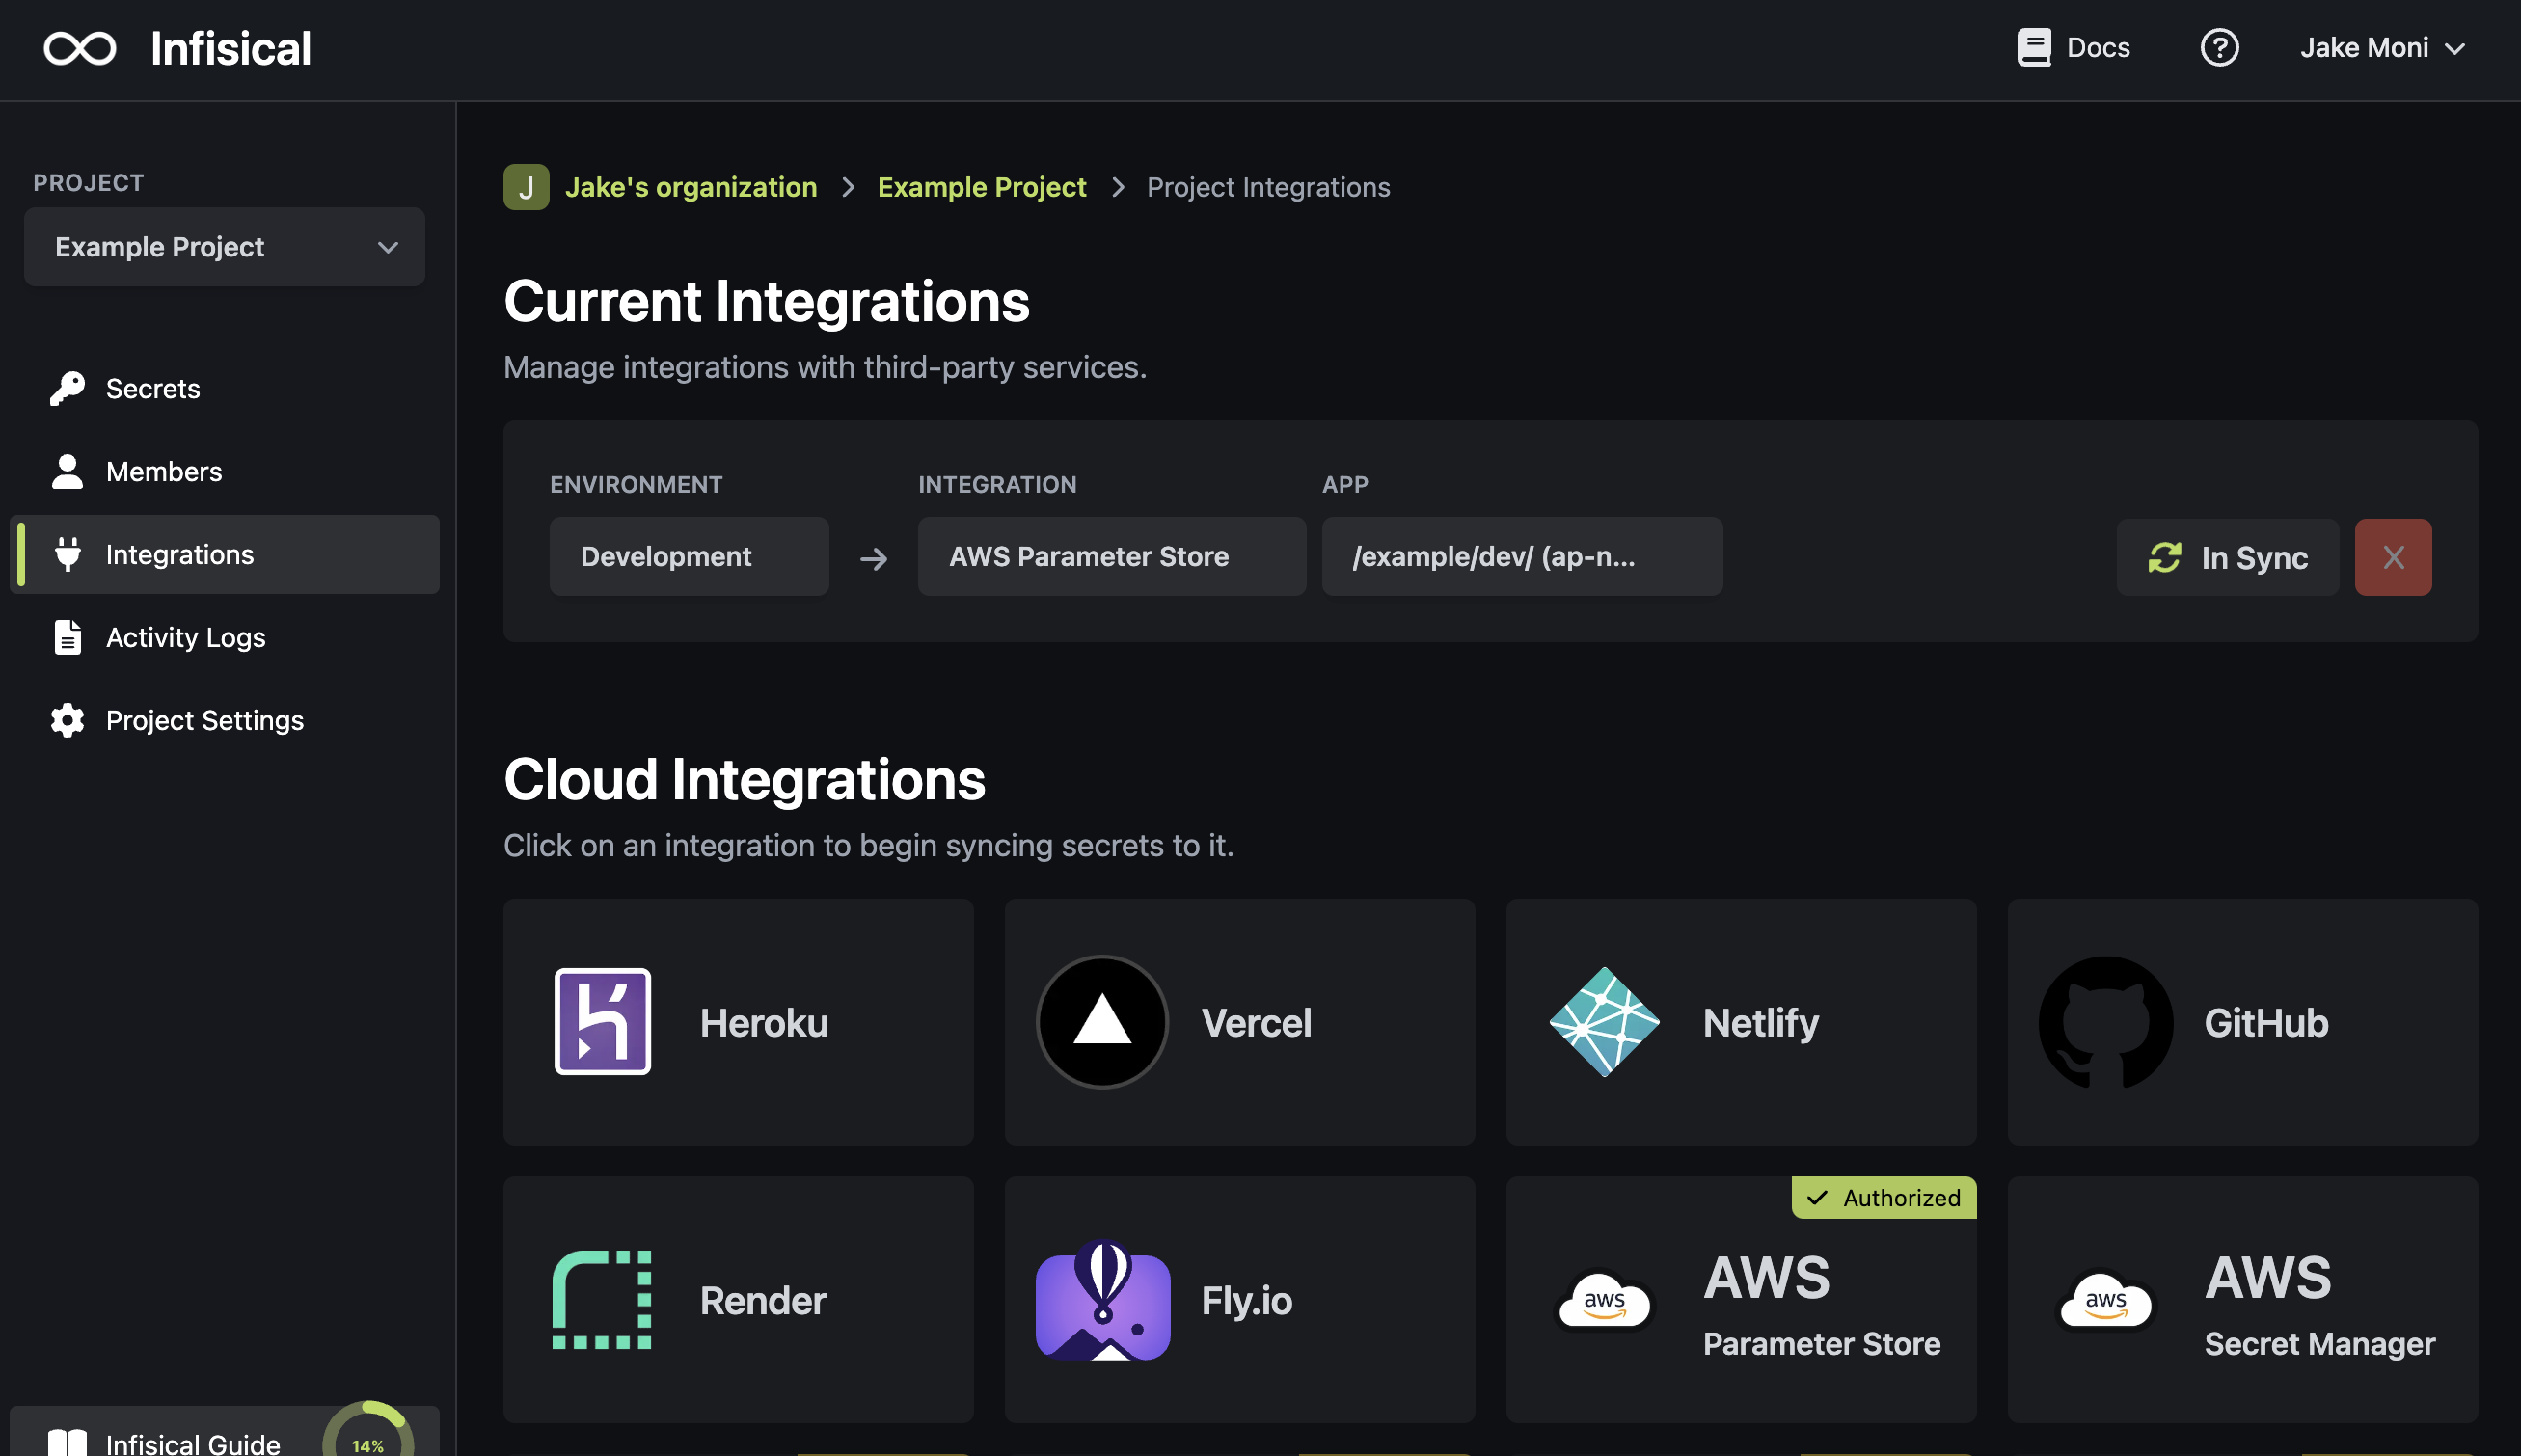 Infisical
Docs
Jake Moni
PROJECT
Example Project
Secrets
Members
Integrations
Activity Logs
Project Settings
Infisical Guide
14%
J Jake's organization > Example Project > Project Integrations
Current Integrations
Manage integrations with third-party services.
ENVIRONMENT INTEGRATION APP
Development → AWS Parameter Store /example/dev/ (ap-n... In Sync X
Cloud Integrations
Click on an integration to begin syncing secrets to it.
Heroku
Vercel
Netlify
GitHub
Render
Fly.io
Authorized
aws
AWS
Parameter Store
aws
AWS
Secret Manager